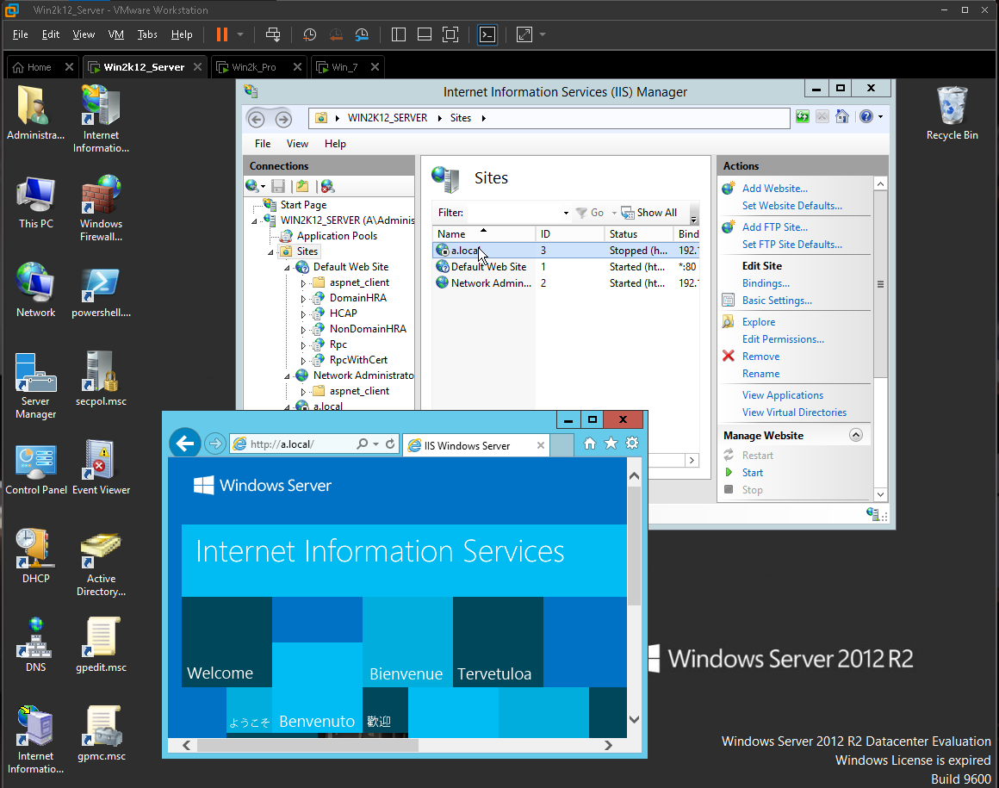 Win2k12_Server - VMware Workstation
File Edit View VM Tabs Help
Home Win2k12_Server Win2k_Pro Win_7
Administra...
Internet
Informatio...
This PC
Windows
Firewall...
Network
powershell....
Server
Manager
secpol.msc
Control Panel
Event Viewer
DHCP
Active
Directory...
DNS
gpedit.msc
Internet
Informatio...
gpmc.msc
Recycle Bin
Internet Information Services (IIS) Manager
WIN2K12_SERVER Sites
File View Help
Connections
Start Page
WIN2K12_SERVER (A\Adminis
Application Pools
Sites
Default Web Site
aspnet_client
DomainHRA
HCAP
NonDomainHRA
Rpc
RpcWithCert
Network Administrato
aspnet_client
a.local
Sites
Filter: Go Show All
Name ID Status Bind
a.loca 3 Stopped (h... 192.1
Default Web Site 1 Started (ht... *:80
Network Admin... 2 Started (ht... 192.1
Actions
Add Website...
Set Website Defaults...
Add FTP Site...
Set FTP Site Defaults...
Edit Site
Bindings...
Basic Settings...
Explore
Edit Permissions...
Remove
Rename
View Applications
View Virtual Directories
Manage Website
Restart
Start
Stop
http://a.local/
IIS Windows Server
Windows Server
Internet Information Services
Welcome
Bienvenue
Tervetuloa
ようこそ
Benvenuto
歡迎
Windows Server 2012 R2
Windows Server 2012 R2 Datacenter Evaluation
Windows License is expired
Build 9600